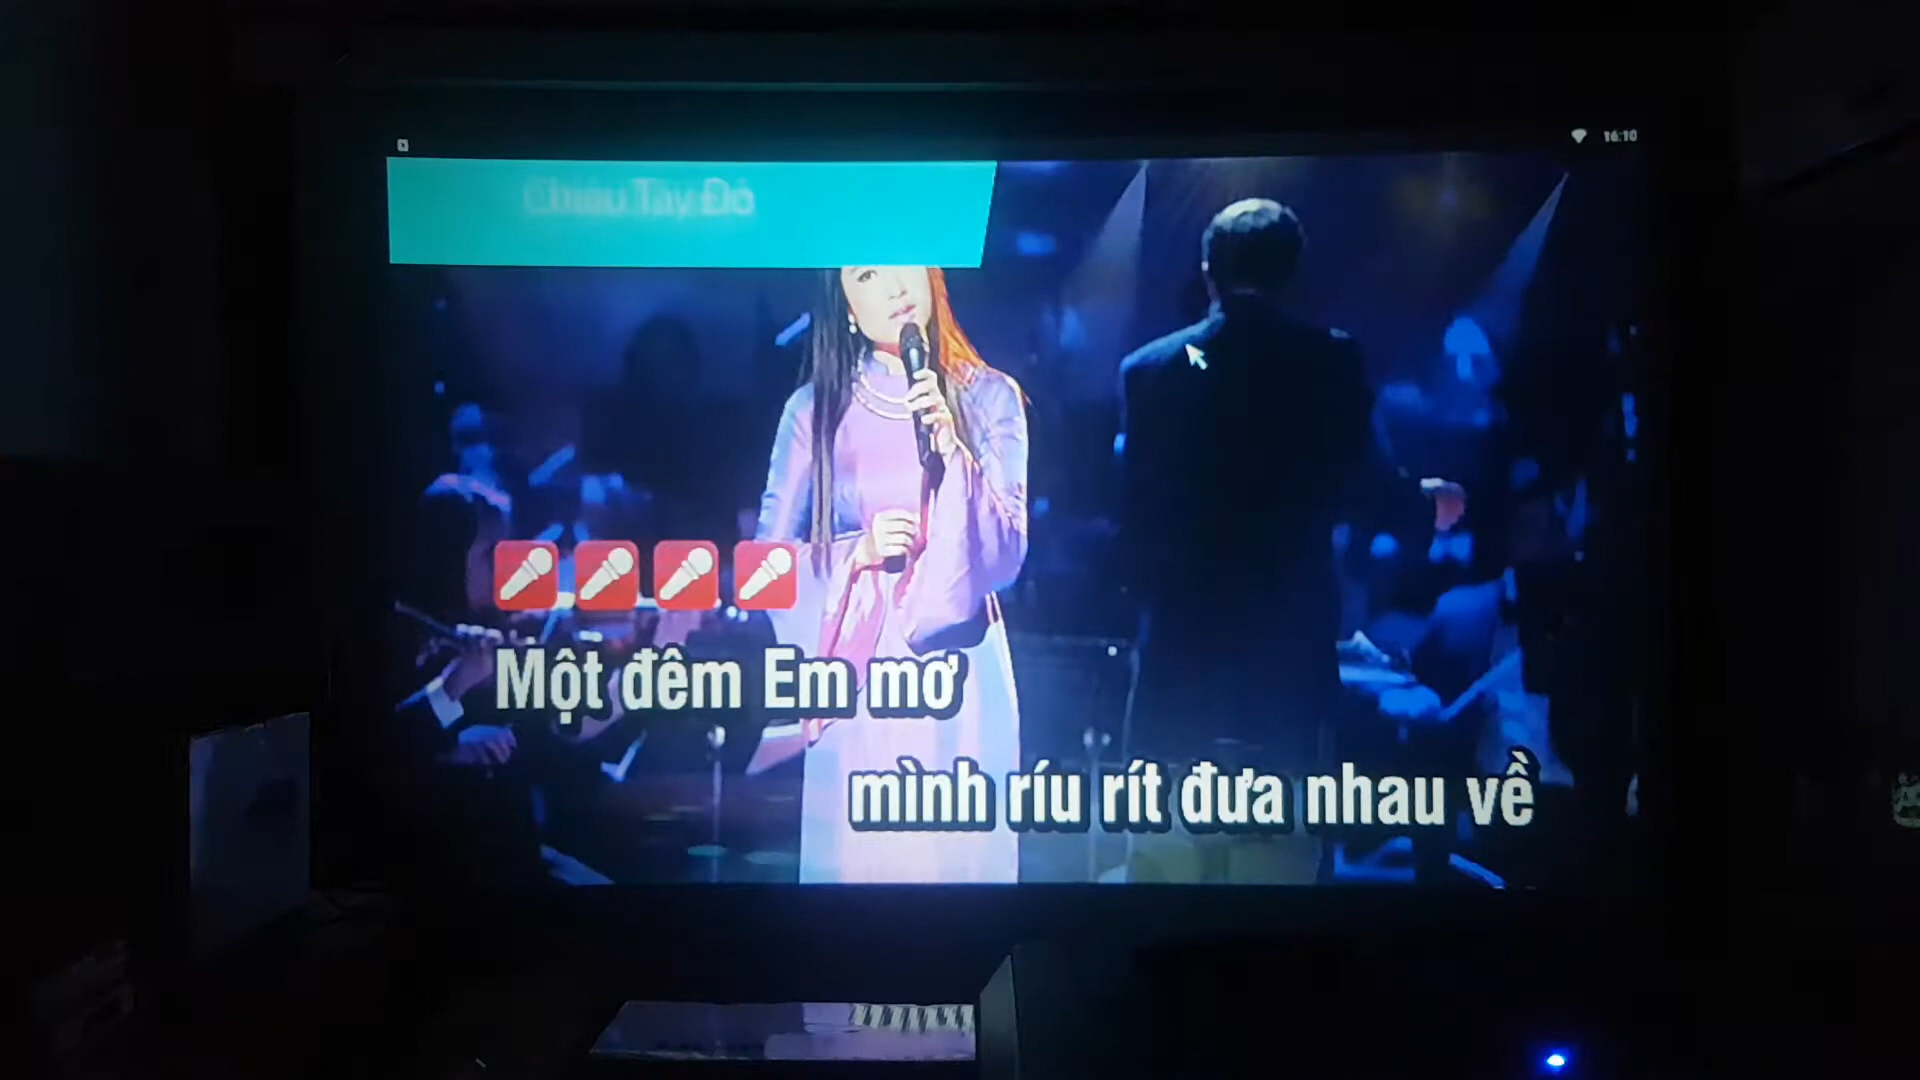 16:10
Chiều Tây Đô
Một đêm Em mơ
mình ríu rít đưa nhau về